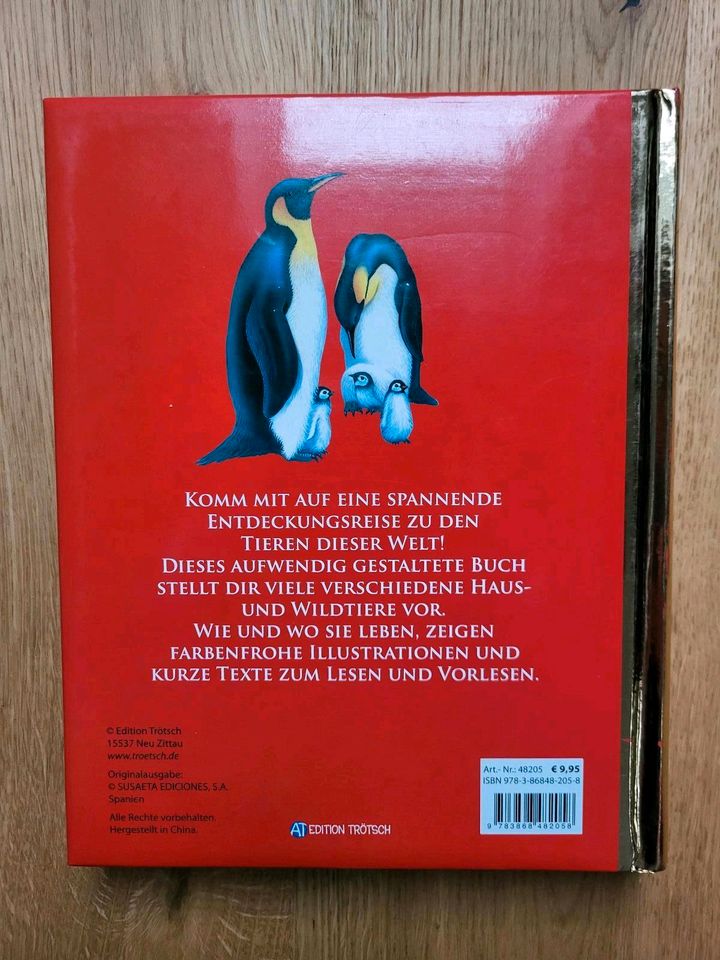 KOMM MIT AUF EINE SPANNENDE
ENTDECKUNGSREISE ZU DEN
TIEREN DIESER WELT!
DIESES AUFWENDIG GESTALTETE BUCH
STELLT DIR VIELE VERSCHIEDENE HAUS-
UND WILDTIERE VOR.
WIE UND WO SIE LEBEN, ZEIGEN
FARBENFROHE ILLUSTRATIONEN UND
KURZE TEXTE ZUM LESEN UND VORLESEN.
© Edition Trötsch
15537 Neu Zittau
www.troetsch.de
Originalausgabe:
© SUSAETA EDICIONES, S.A.
Spanien
Alle Rechte vorbehalten.
Hergestellt in China.
AT EDITION TRÖTSCH
Art.- Nr.: 48205 € 9,95
ISBN 978-3-86848-205-8
9 783868 482058